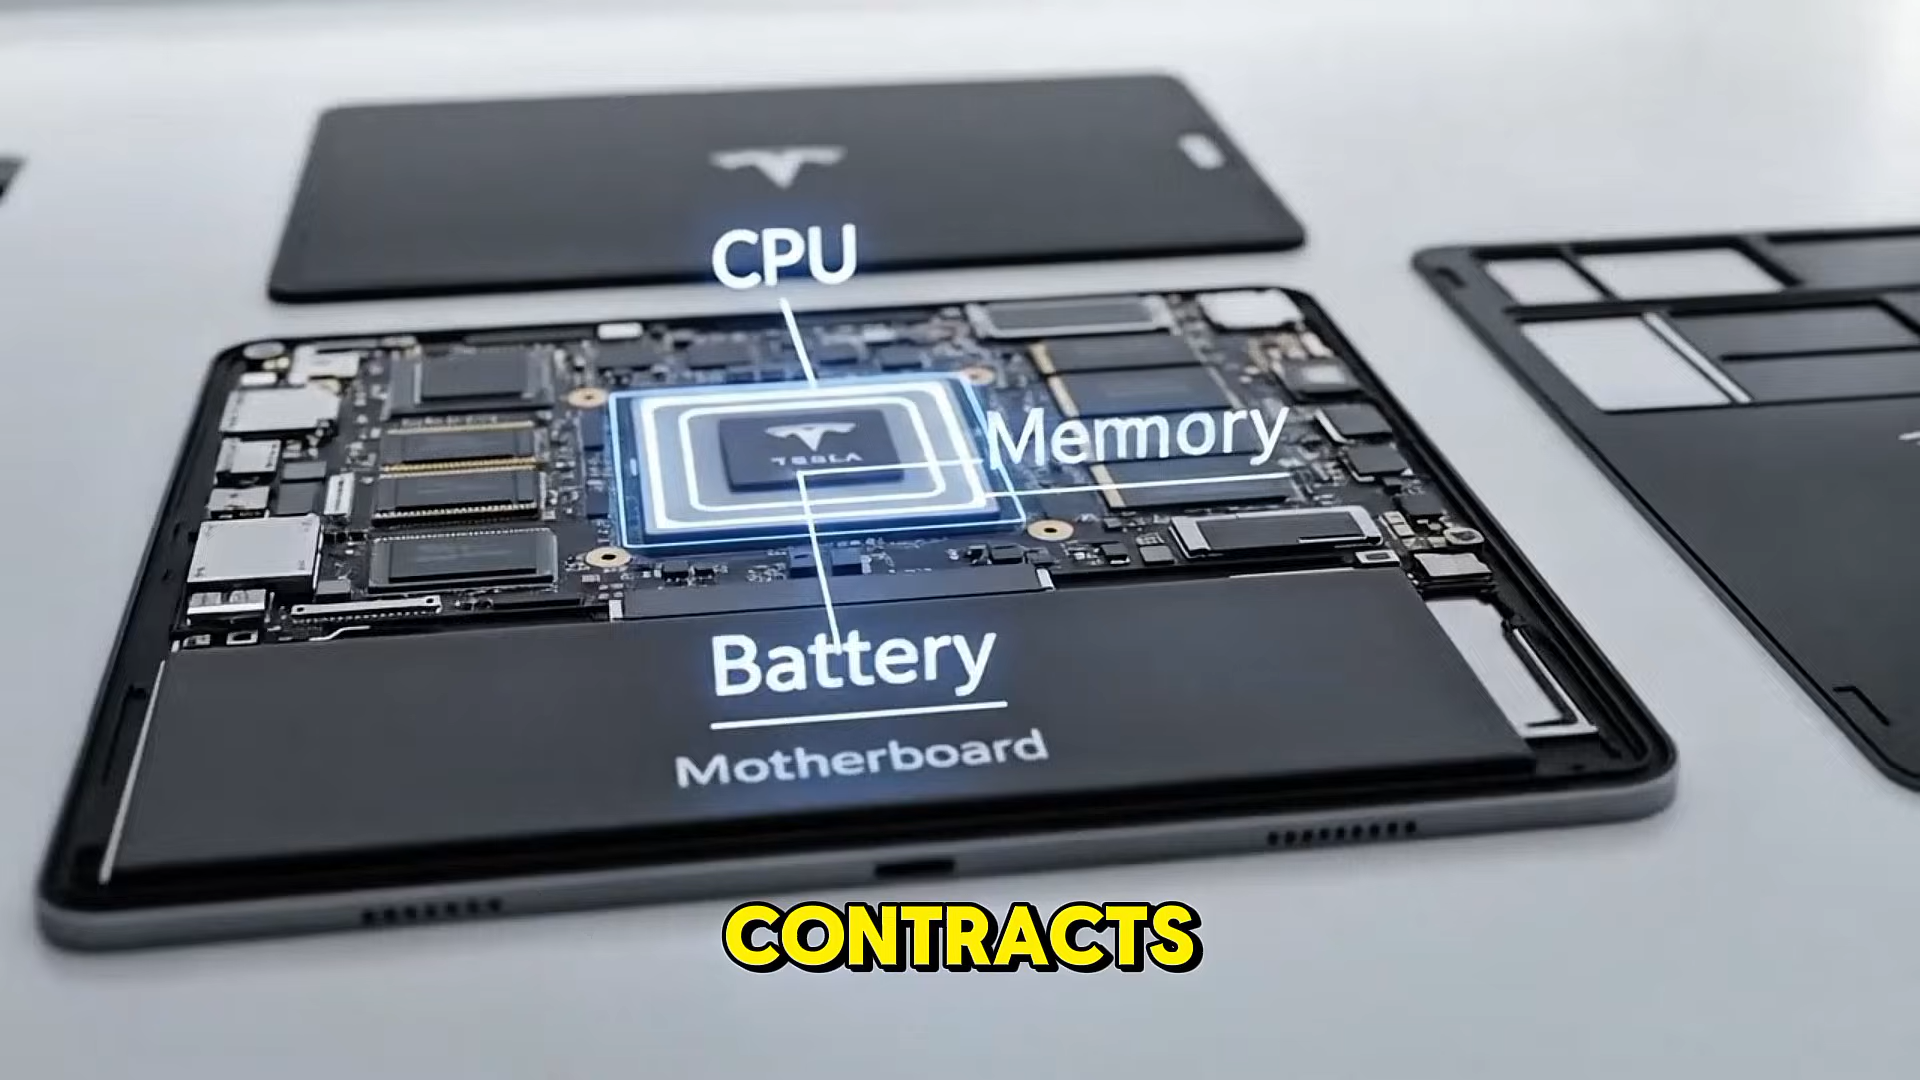 CPU
TESLA
Memory
Battery
Motherboard
CONTRACTS